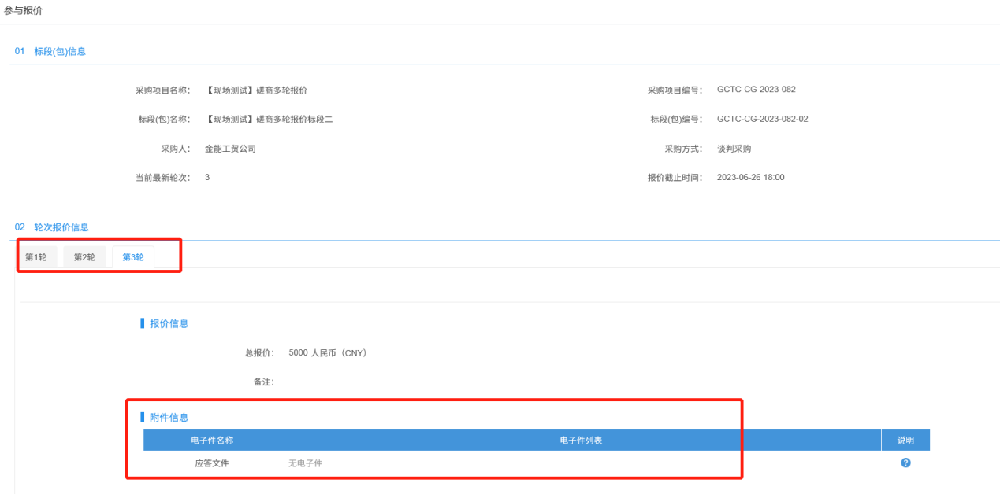 参与报价
01 标段(包)信息
采购项目名称： 【现场测试】磋商多轮报价 采购项目编号： GCTC-CG-2023-082
标段(包)名称： 【现场测试】磋商多轮报价标段二 标段(包)编号： GCTC-CG-2023-082-02
采购人： 金能工贸公司 采购方式： 谈判采购
当前最新轮次： 3 报价截止时间： 2023-06-26 18:00
02 轮次报价信息
第1轮 第2轮 第3轮
报价信息
总报价： 5000 人民币（CNY）
备注：
附件信息
电子件名称 电子件列表 说明
应答文件 无电子件 ?